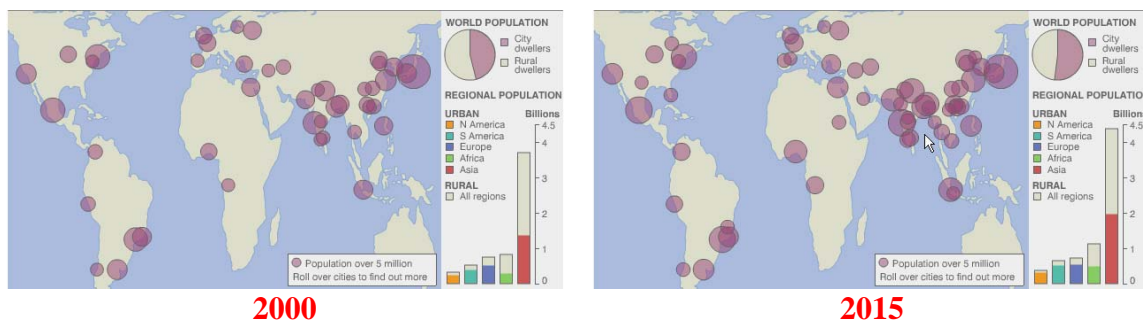 WORLD POPULATION
City
dwellers
Rural
dwellers
REGIONAL POPULATION
URBAN Billions
N America 4.5
S America
Europe
Africa 3
Asia
RURAL
All regions 2
1
0
Population over 5 million
Roll over cities to find out more
2000
WORLD POPULATION
City
dwellers
Rural
dwellers
REGIONAL POPULATION
URBAN Billions
N America 4.5
S America
Europe
Africa 3
Asia
RURAL
All regions 2
1
0
Population over 5 million
Roll over cities to find out more
2015